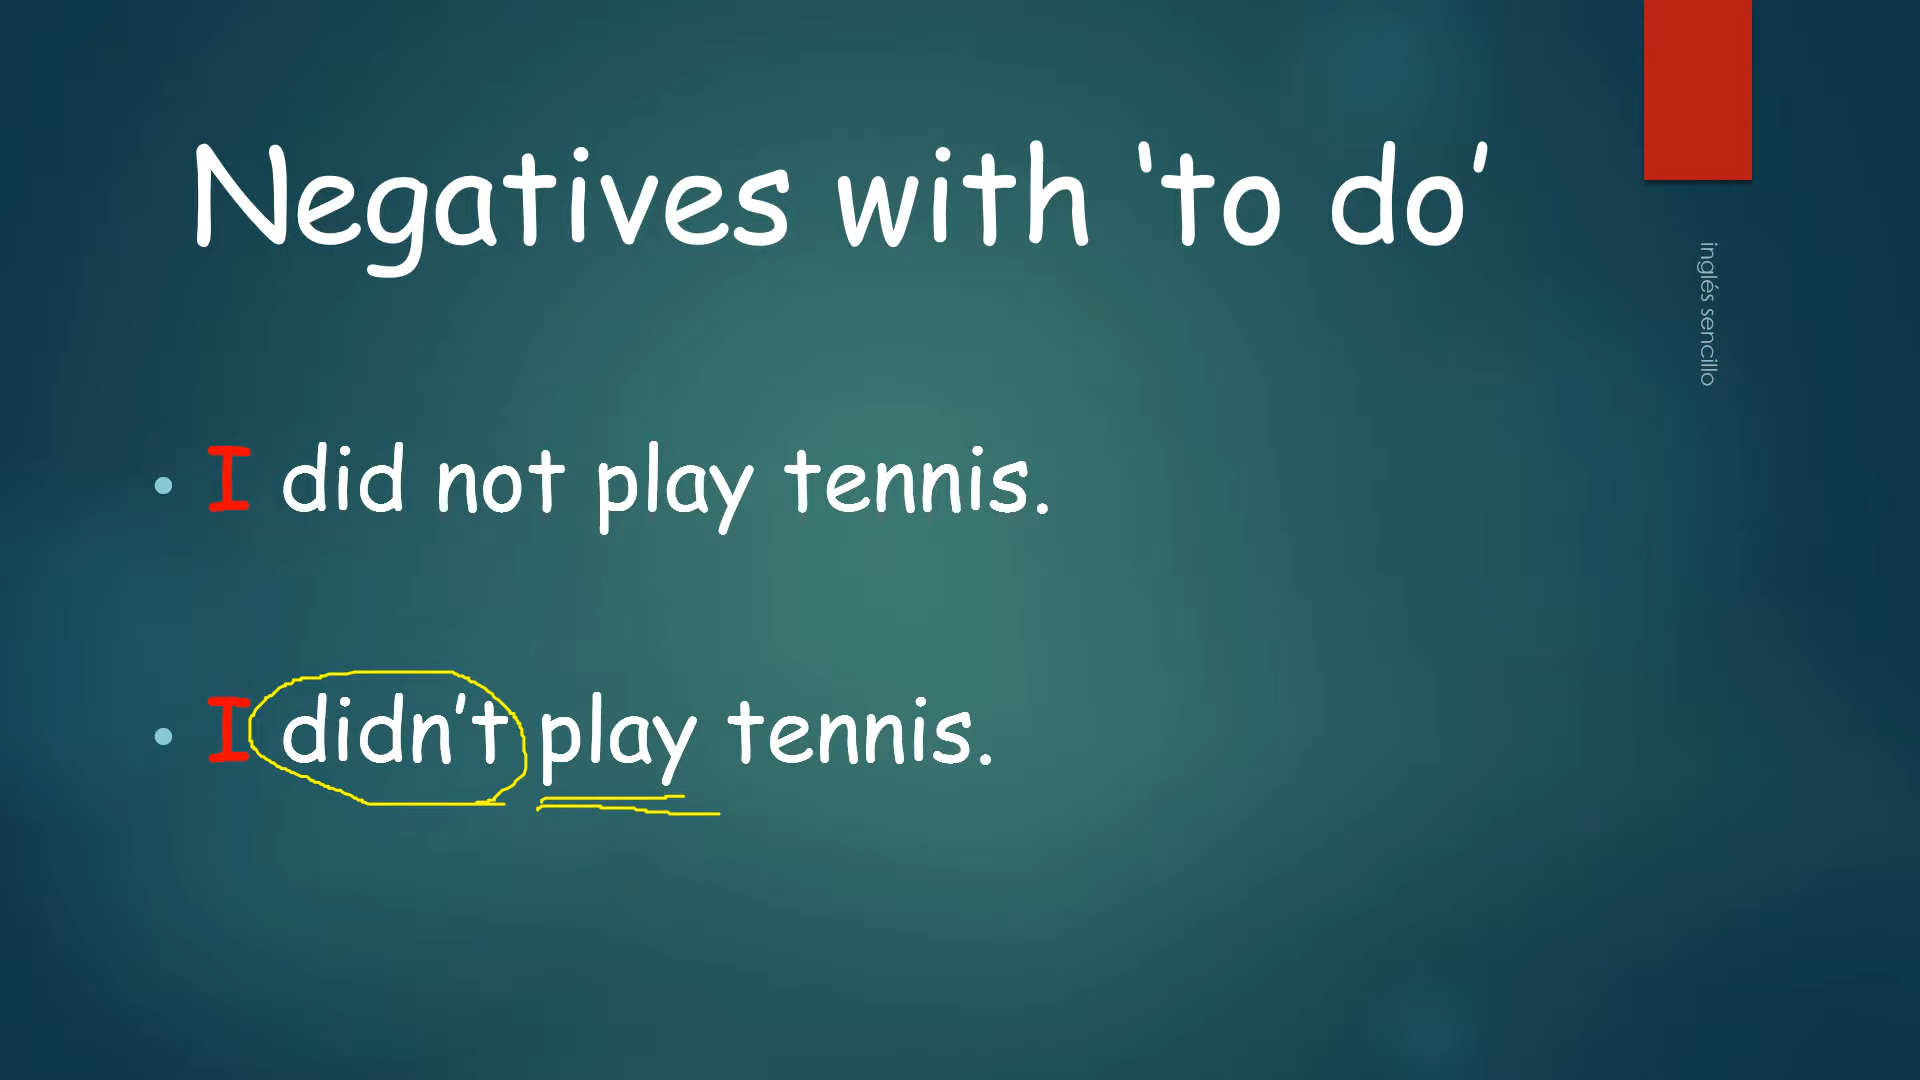 Negatives with ‘to do’
inglés sencillo
• I did not play tennis.
• I didn’t play tennis.